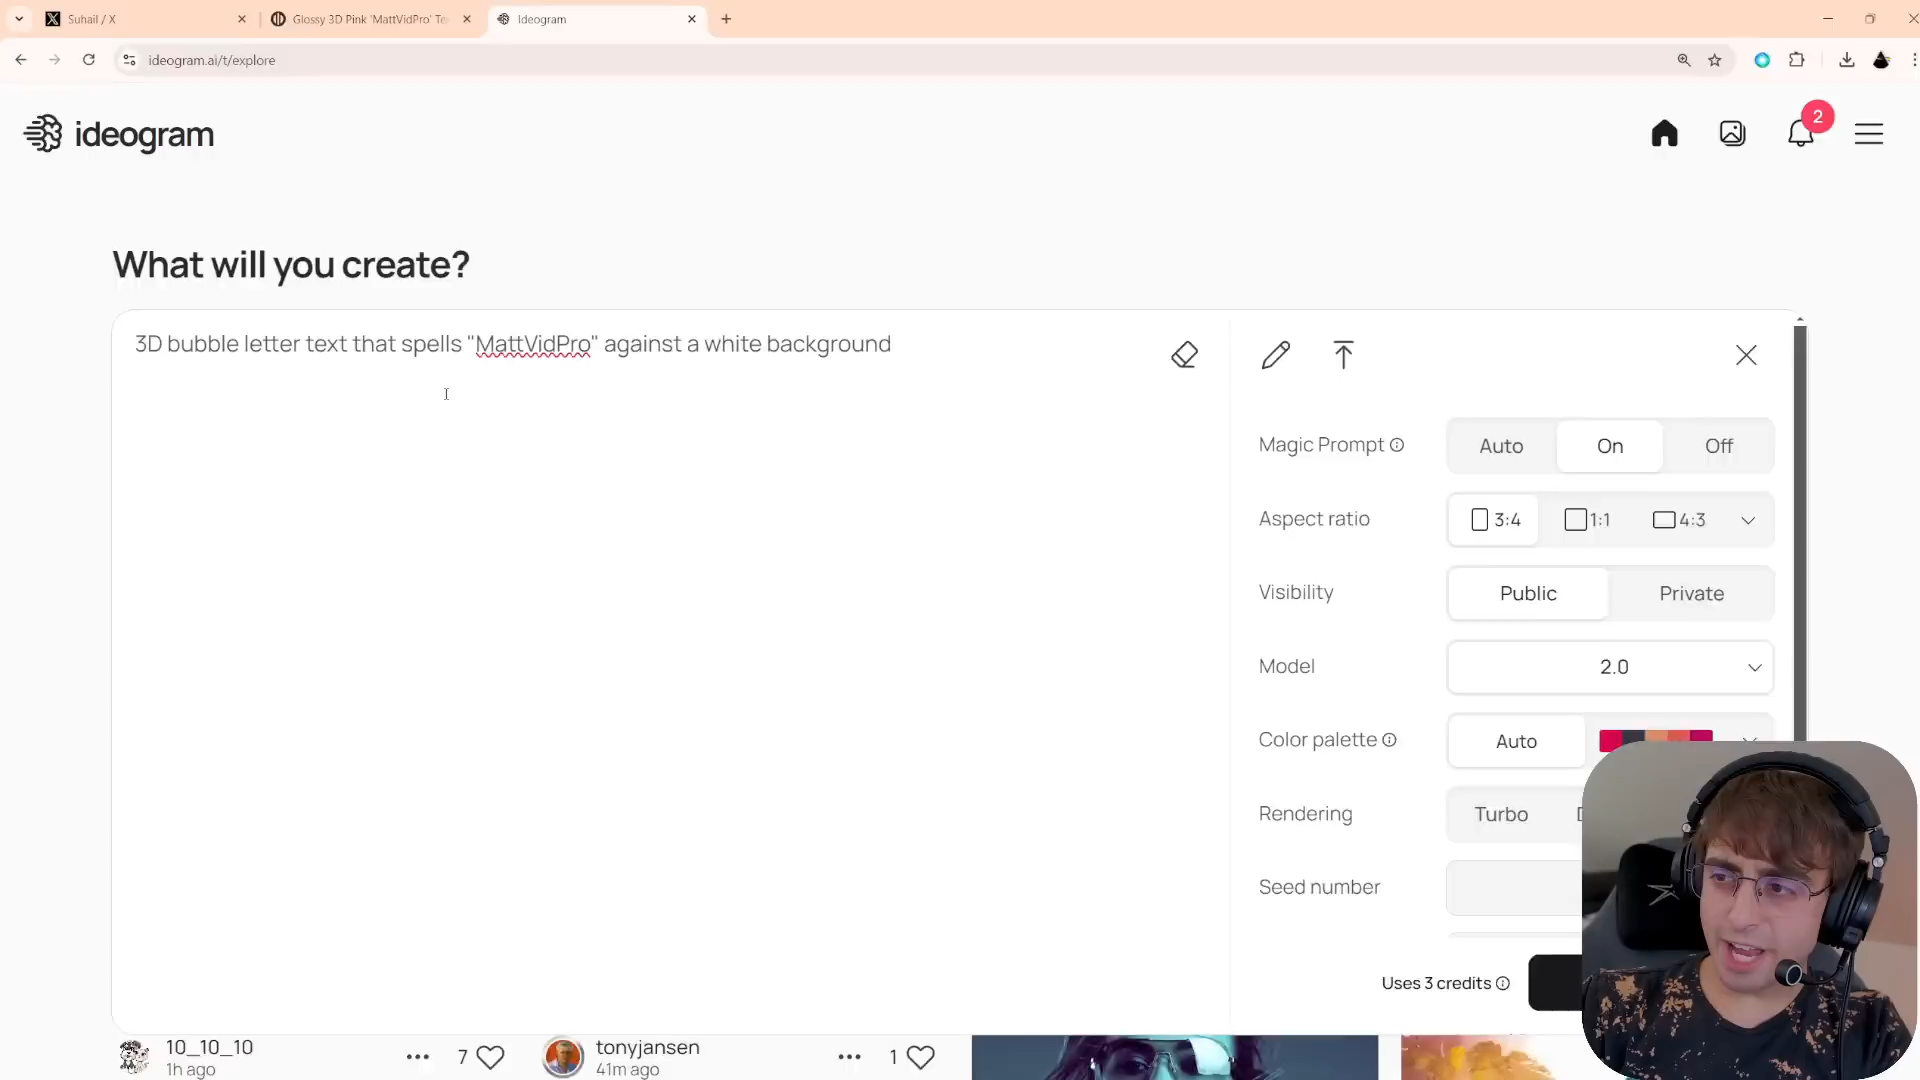 Suhail / X
Glossy 3D Pink 'MattVidPro' Te
Ideogram
ideogram.ai/t/explore
ideogram
2
What will you create?
3D bubble letter text that spells "MattVidPro" against a white background
Magic Prompt
Auto On Off
Aspect ratio
3:4 1:1 4:3
Visibility
Public Private
Model
2.0
Color palette
Auto
Rendering
Turbo
Seed number
Uses 3 credits
10_10_10
1h ago
7
tonyjansen
41m ago
1